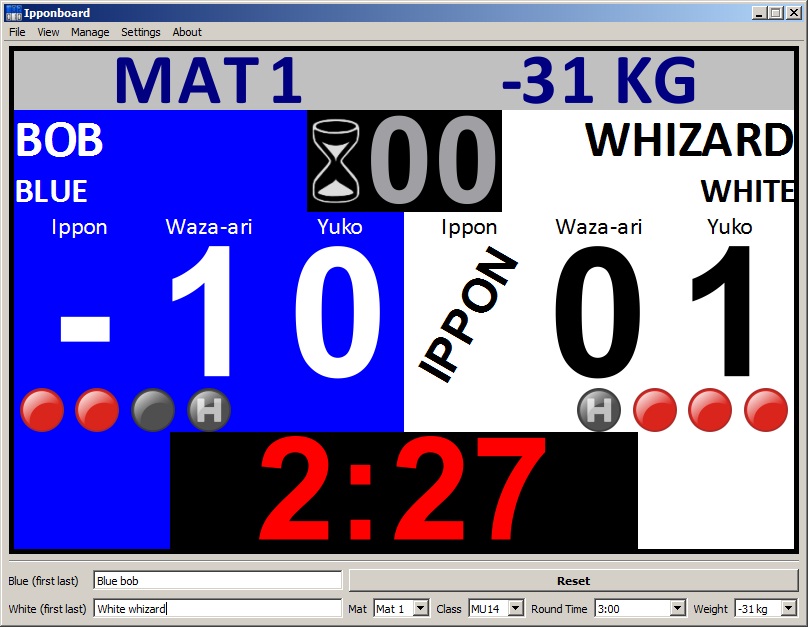 Ipponboard
File View Manage Settings About
MAT 1 -31 KG
BOB 00 WHIZARD
BLUE WHITE
Ippon Waza-ari Yuko Ippon Waza-ari Yuko
- 1 0 IPPON 0 1
H H
2:27
Blue (first last) Blue bob Reset
White (first last) White whizard Mat Mat 1 Class MU14 Round Time 3:00 Weight -31 kg